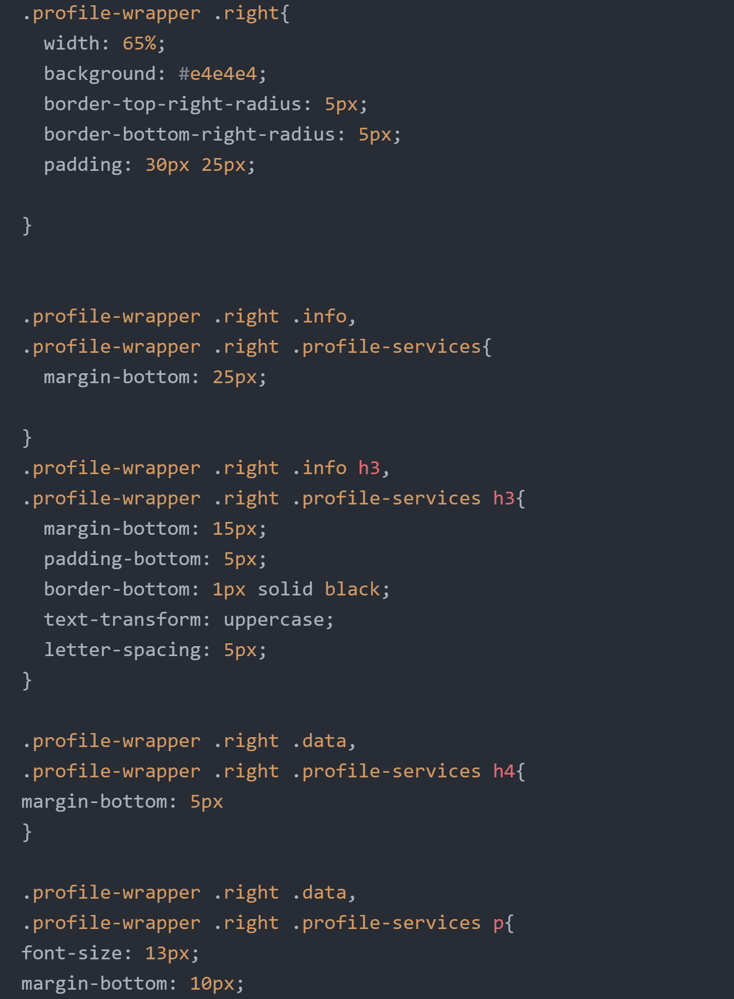 .profile-wrapper .right{
  width: 65%;
  background: #e4e4e4;
  border-top-right-radius: 5px;
  border-bottom-right-radius: 5px;
  padding: 30px 25px;
}
.profile-wrapper .right .info,
.profile-wrapper .right .profile-services{
  margin-bottom: 25px;
}
.profile-wrapper .right .info h3,
.profile-wrapper .right .profile-services h3{
  margin-bottom: 15px;
  padding-bottom: 5px;
  border-bottom: 1px solid black;
  text-transform: uppercase;
  letter-spacing: 5px;
}
.profile-wrapper .right .data,
.profile-wrapper .right .profile-services h4{
margin-bottom: 5px
}
.profile-wrapper .right .data,
.profile-wrapper .right .profile-services p{
font-size: 13px;
margin-bottom: 10px;